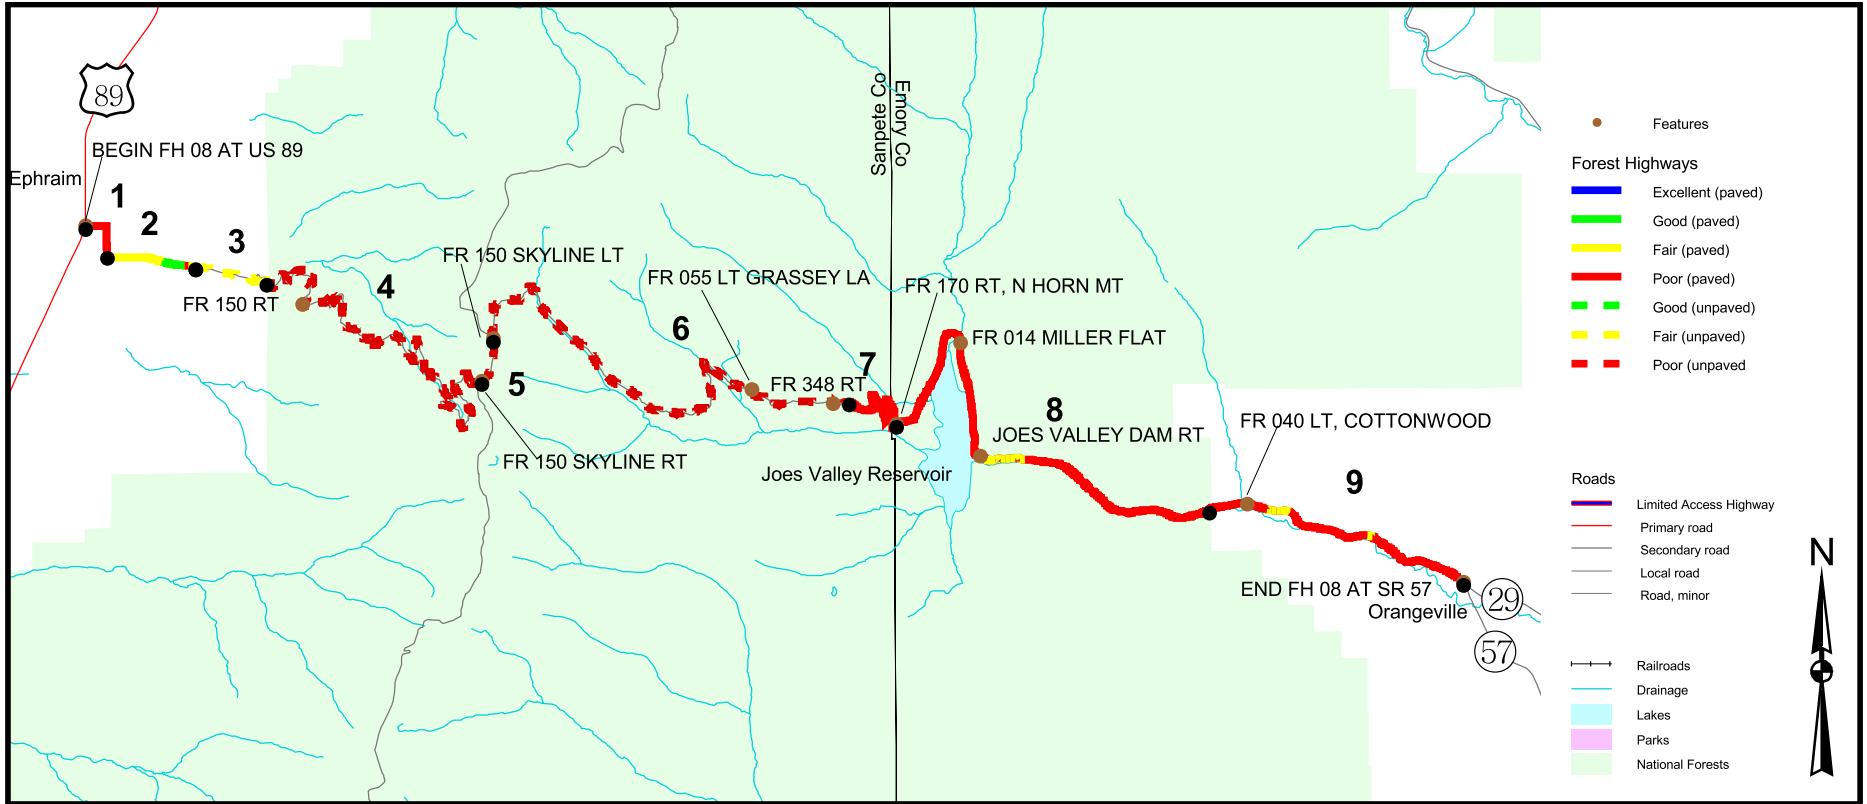 89
BEGIN FH 08 AT US 89
Ephraim
1
2
3
FR 150 RT
4
FR 150 SKYLINE LT
5
FR 150 SKYLINE RT
FR 055 LT GRASSEY LA
6
FR 348 RT
7
Sanpete Co
Emory Co
FR 170 RT, N HORN MT
FR 014 MILLER FLAT
8
JOES VALLEY DAM RT
Joes Valley Reservoir
FR 040 LT, COTTONWOOD
9
END FH 08 AT SR 57
Orangeville
29
57
Features
Forest Highways
Excellent (paved)
Good (paved)
Fair (paved)
Poor (paved)
Good (unpaved)
Fair (unpaved)
Poor (unpaved
Roads
Limited Access Highway
Primary road
Secondary road
Local road
Road, minor
Railroads
Drainage
Lakes
Parks
National Forests
N